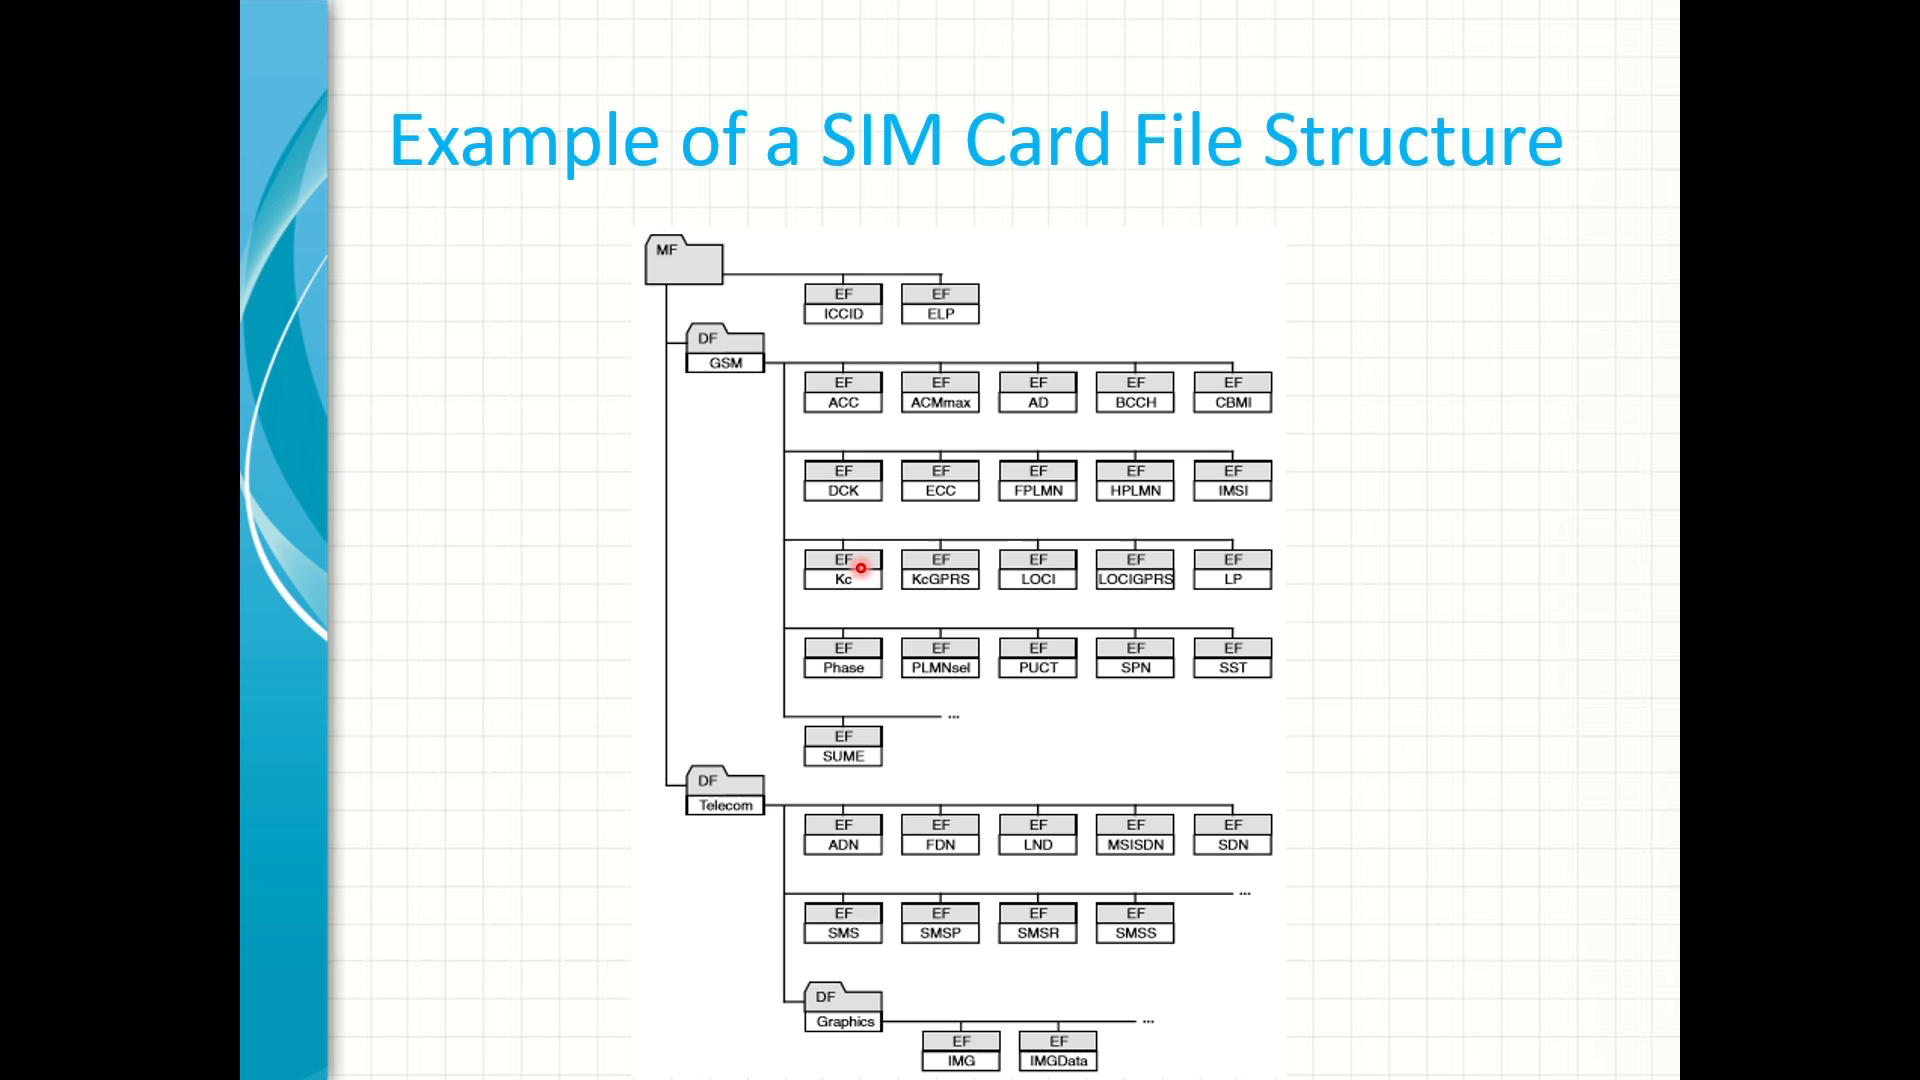 Example of a SIM Card File Structure
MF
EF EF
ICCID ELP
DF
GSM
EF EF EF EF EF
ACC ACMmax AD BCCH CBMI
EF EF EF EF EF
DCK ECC FPLMN HPLMN IMSI
EF EF EF EF EF
Kc KcGPRS LOCI LOCIGPRS LP
EF EF EF EF EF
Phase PLMNsel PUCT SPN SST
...
EF
SUME
DF
Telecom
EF EF EF EF EF
ADN FDN LND MSISDN SDN
...
EF EF EF EF
SMS SMSP SMSR SMSS
DF
Graphics
...
EF EF
IMG IMGData